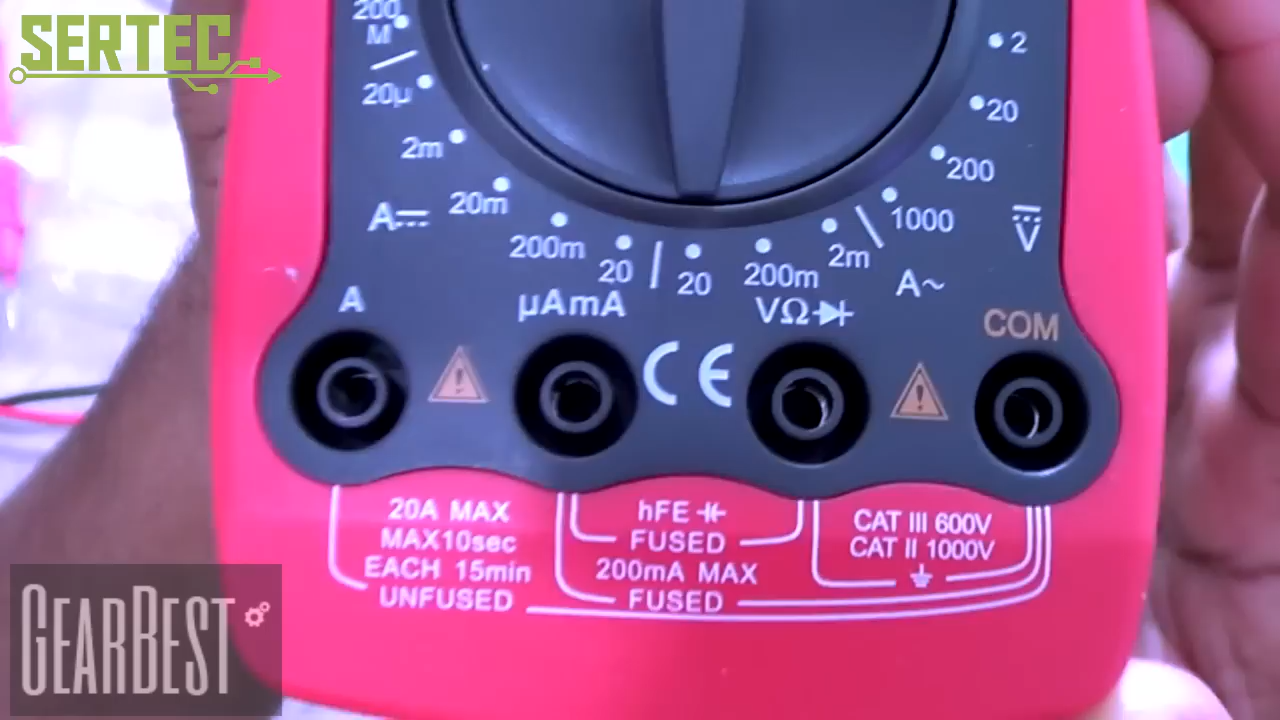 SERTEC
200
M
20µ
2m
20m
A
200m
20
20
200m
2m
A~
1000
200
20
2
V
A
µAmA
VΩ
COM
CE
20A MAX
MAX10sec
EACH 15min
UNFUSED
hFE
FUSED
200mA MAX
FUSED
CAT III 600V
CAT II 1000V
GEARBEST